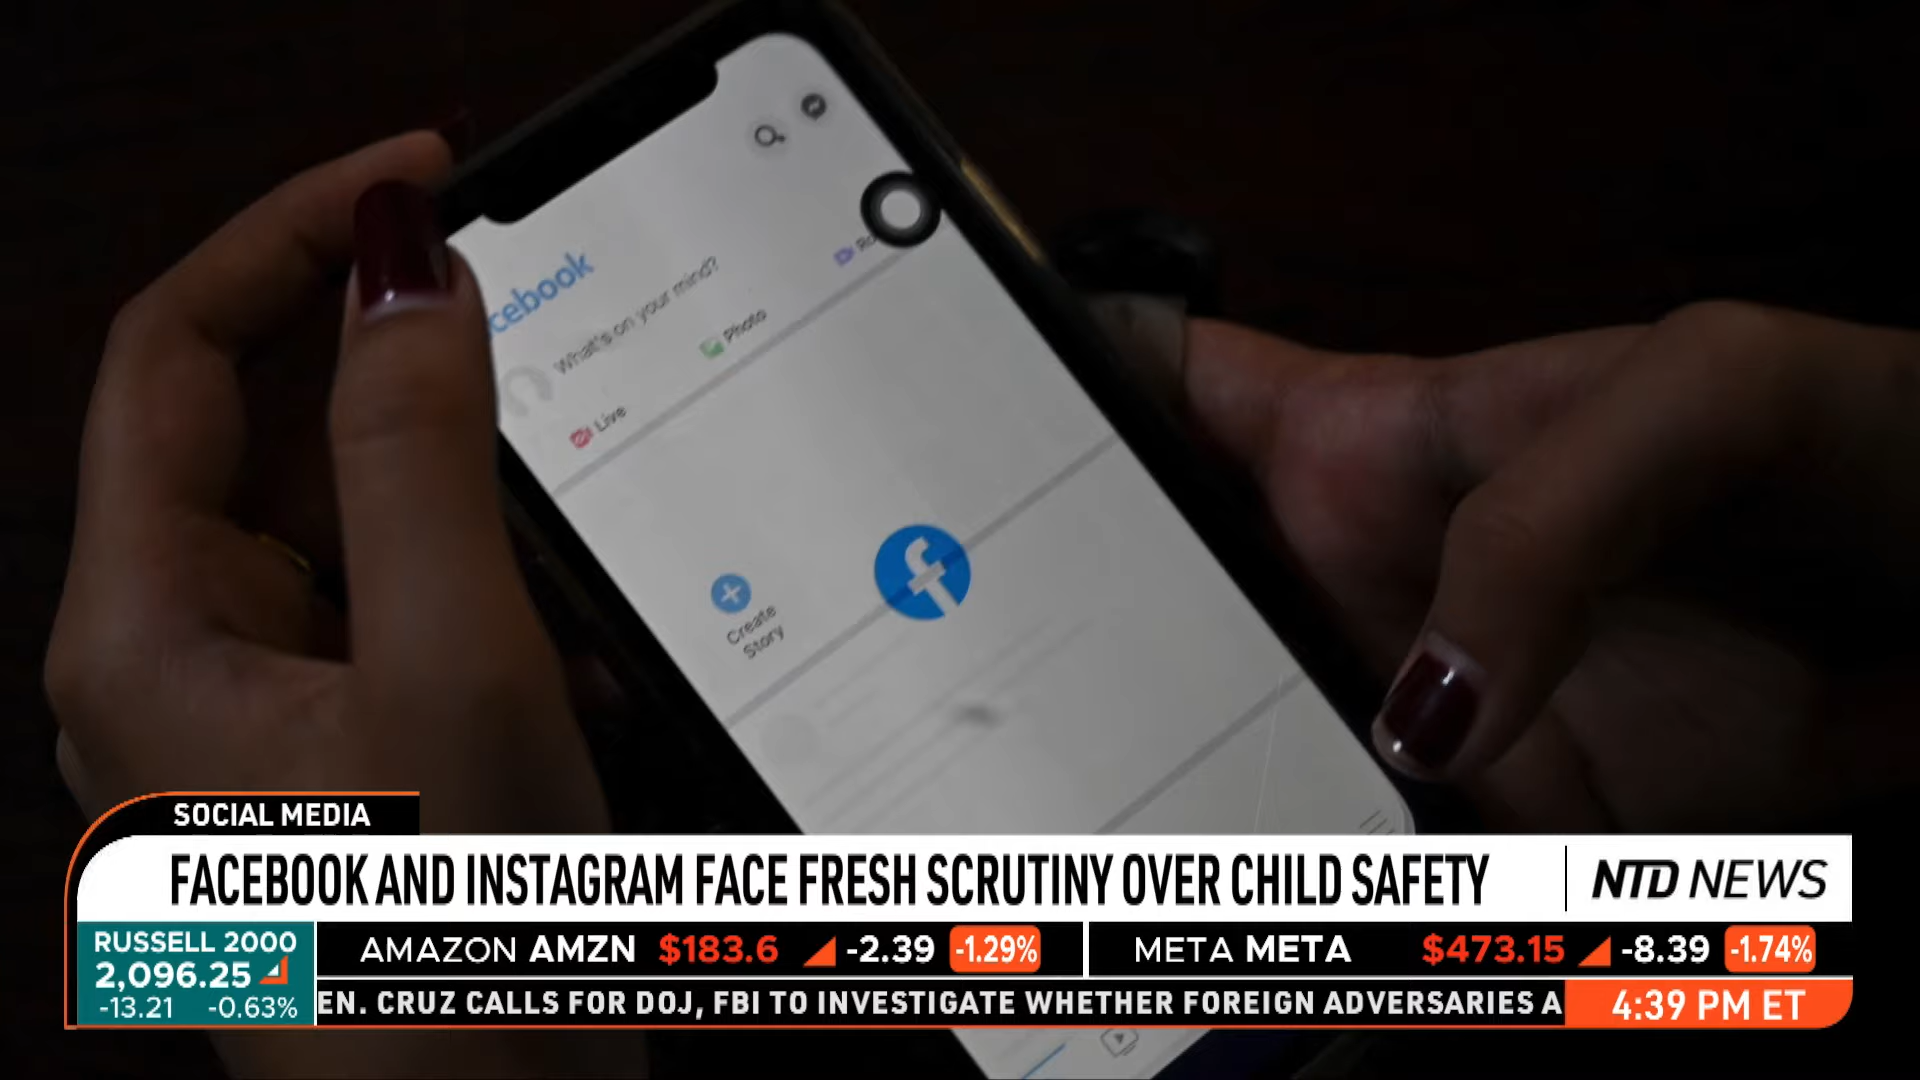 cebook
What's on your mind?
Live
Photo
Create
Story
SOCIAL MEDIA
FACEBOOK AND INSTAGRAM FACE FRESH SCRUTINY OVER CHILD SAFETY
NTD NEWS
RUSSELL 2000
2,096.25
-13.21 -0.63%
AMAZON AMZN $183.6 -2.39 -1.29%
META META $473.15 -8.39 -1.74%
EN. CRUZ CALLS FOR DOJ, FBI TO INVESTIGATE WHETHER FOREIGN ADVERSARIES A
4:39 PM ET